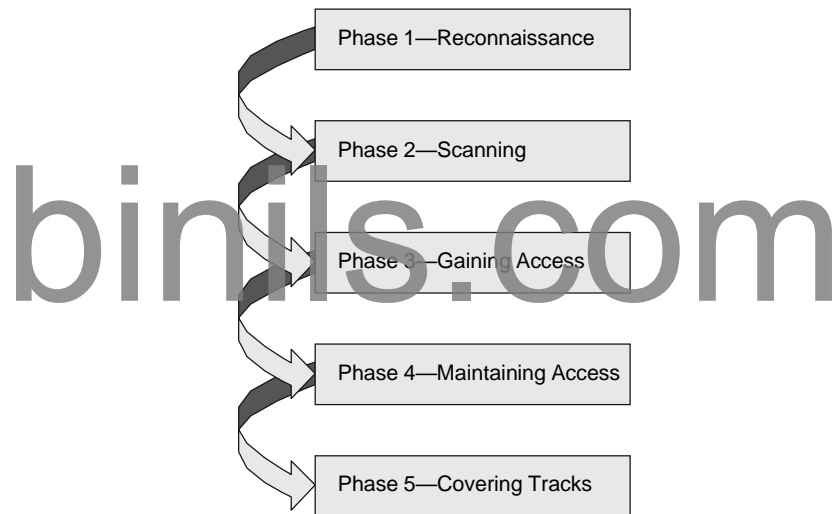 Phase 1—Reconnaissance
Phase 2—Scanning
binils.com
Phase 3—Gaining Access
Phase 4—Maintaining Access
Phase 5—Covering Tracks